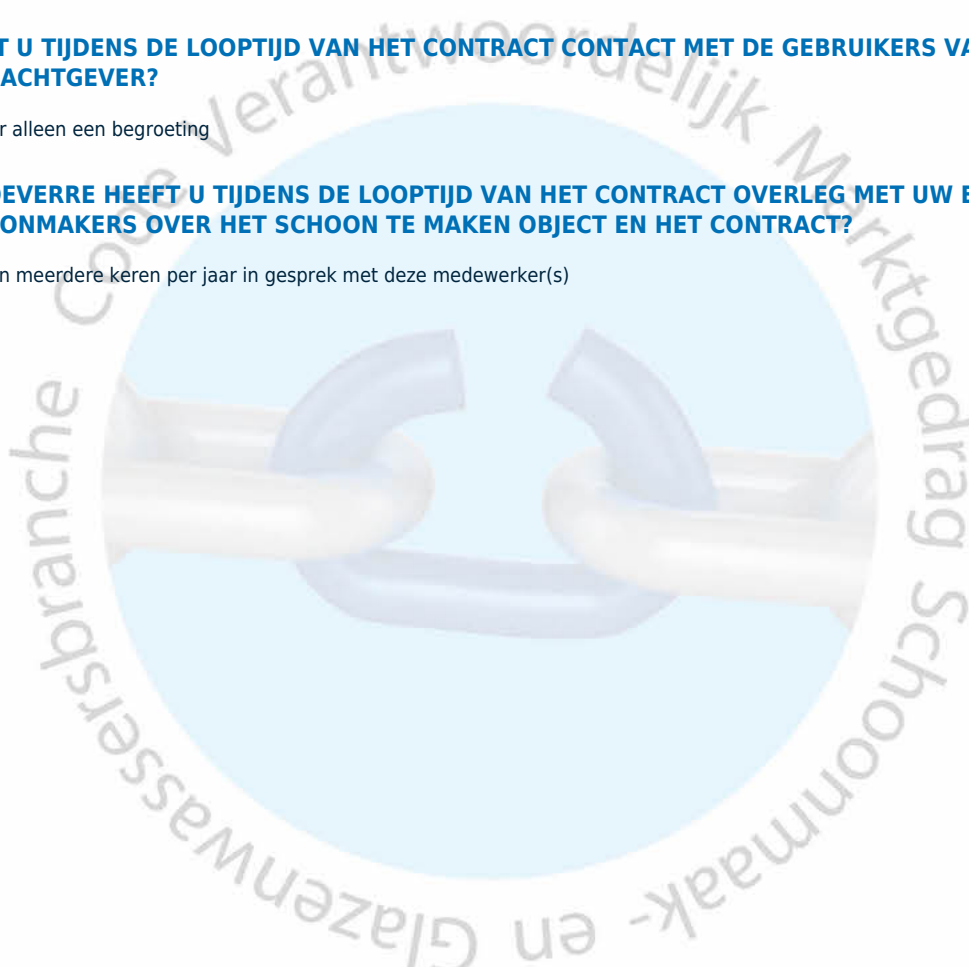 T U TIJDENS DE LOOPTIJD VAN HET CONTRACT CONTACT MET DE GEBRUIKERS VA
ACHTGEVER?
r alleen een begroeting
DEVERRE HEEFT U TIJDENS DE LOOPTIJD VAN HET CONTRACT OVERLEG MET UW E
ONMAKERS OVER HET SCHOON TE MAKEN OBJECT EN HET CONTRACT?
n meerdere keren per jaar in gesprek met deze medewerker(s)
Code Verantwoordelijk Marktgedrag Schoonmaak- en Glazenwassersbranche